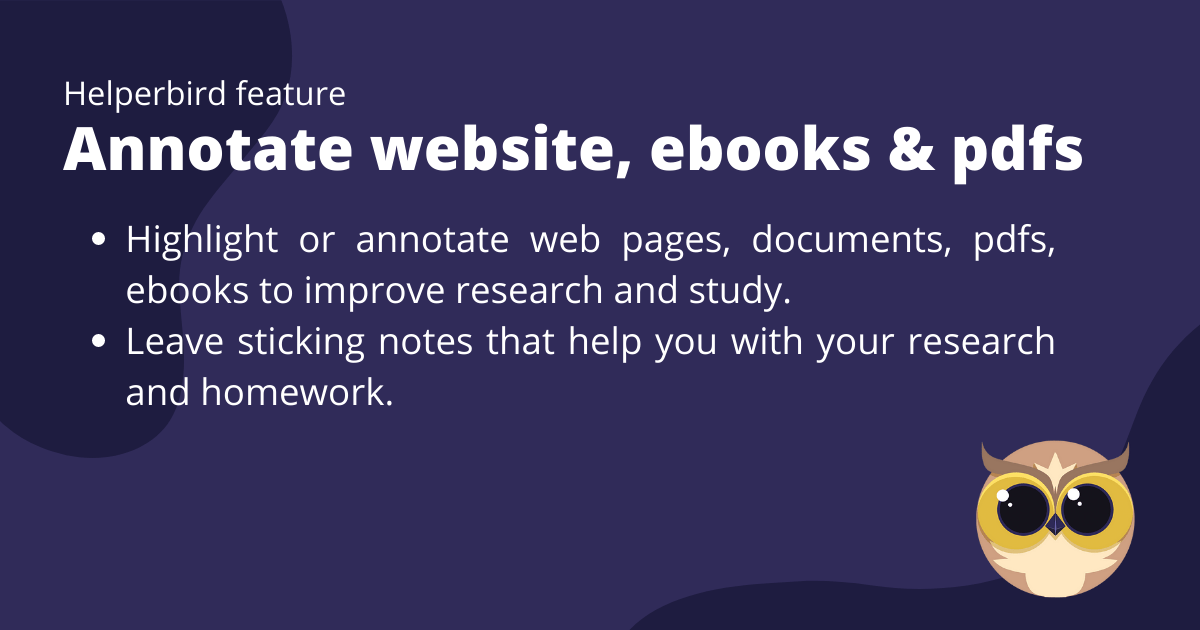 Helperbird feature
Annotate website, ebooks & pdfs
• Highlight or annotate web pages, documents, pdfs,
ebooks to improve research and study.
• Leave sticking notes that help you with your research
and homework.